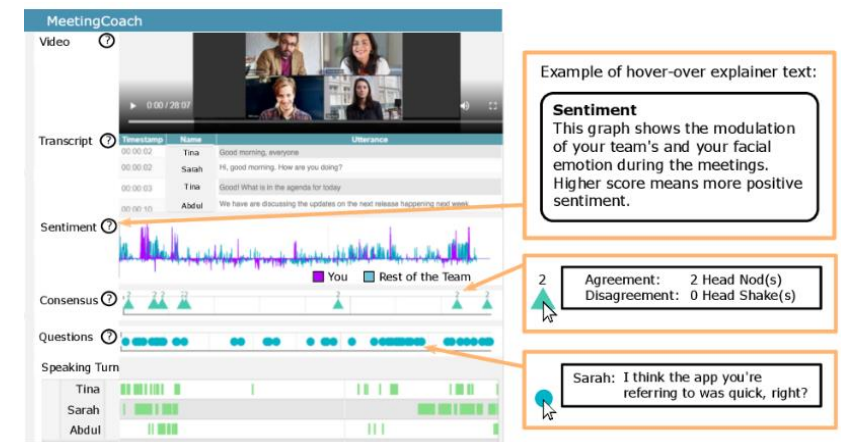 MeetingCoach
Video ?
0:00 / 28:07
Transcript ?
Timestamp Name Utterance
00:00:02 Tina Good morning, everyone
00:00:02 Sarah Hi, good morning. How are you doing?
00:00:03 Tina Good! What is in the agenda for today
00:00:10 Abdul We have are discussing the updates on the next release happening next week.
Sentiment ?
You Rest of the Team
Consensus ?
2 2 2 2 2 2
Questions ?
Speaking Turn
Tina
Sarah
Abdul
Example of hover-over explainer text:
Sentiment
This graph shows the modulation
of your team's and your facial
emotion during the meetings.
Higher score means more positive
sentiment.
2
Agreement: 2 Head Nod(s)
Disagreement: 0 Head Shake(s)
Sarah: I think the app you're
referring to was quick, right?